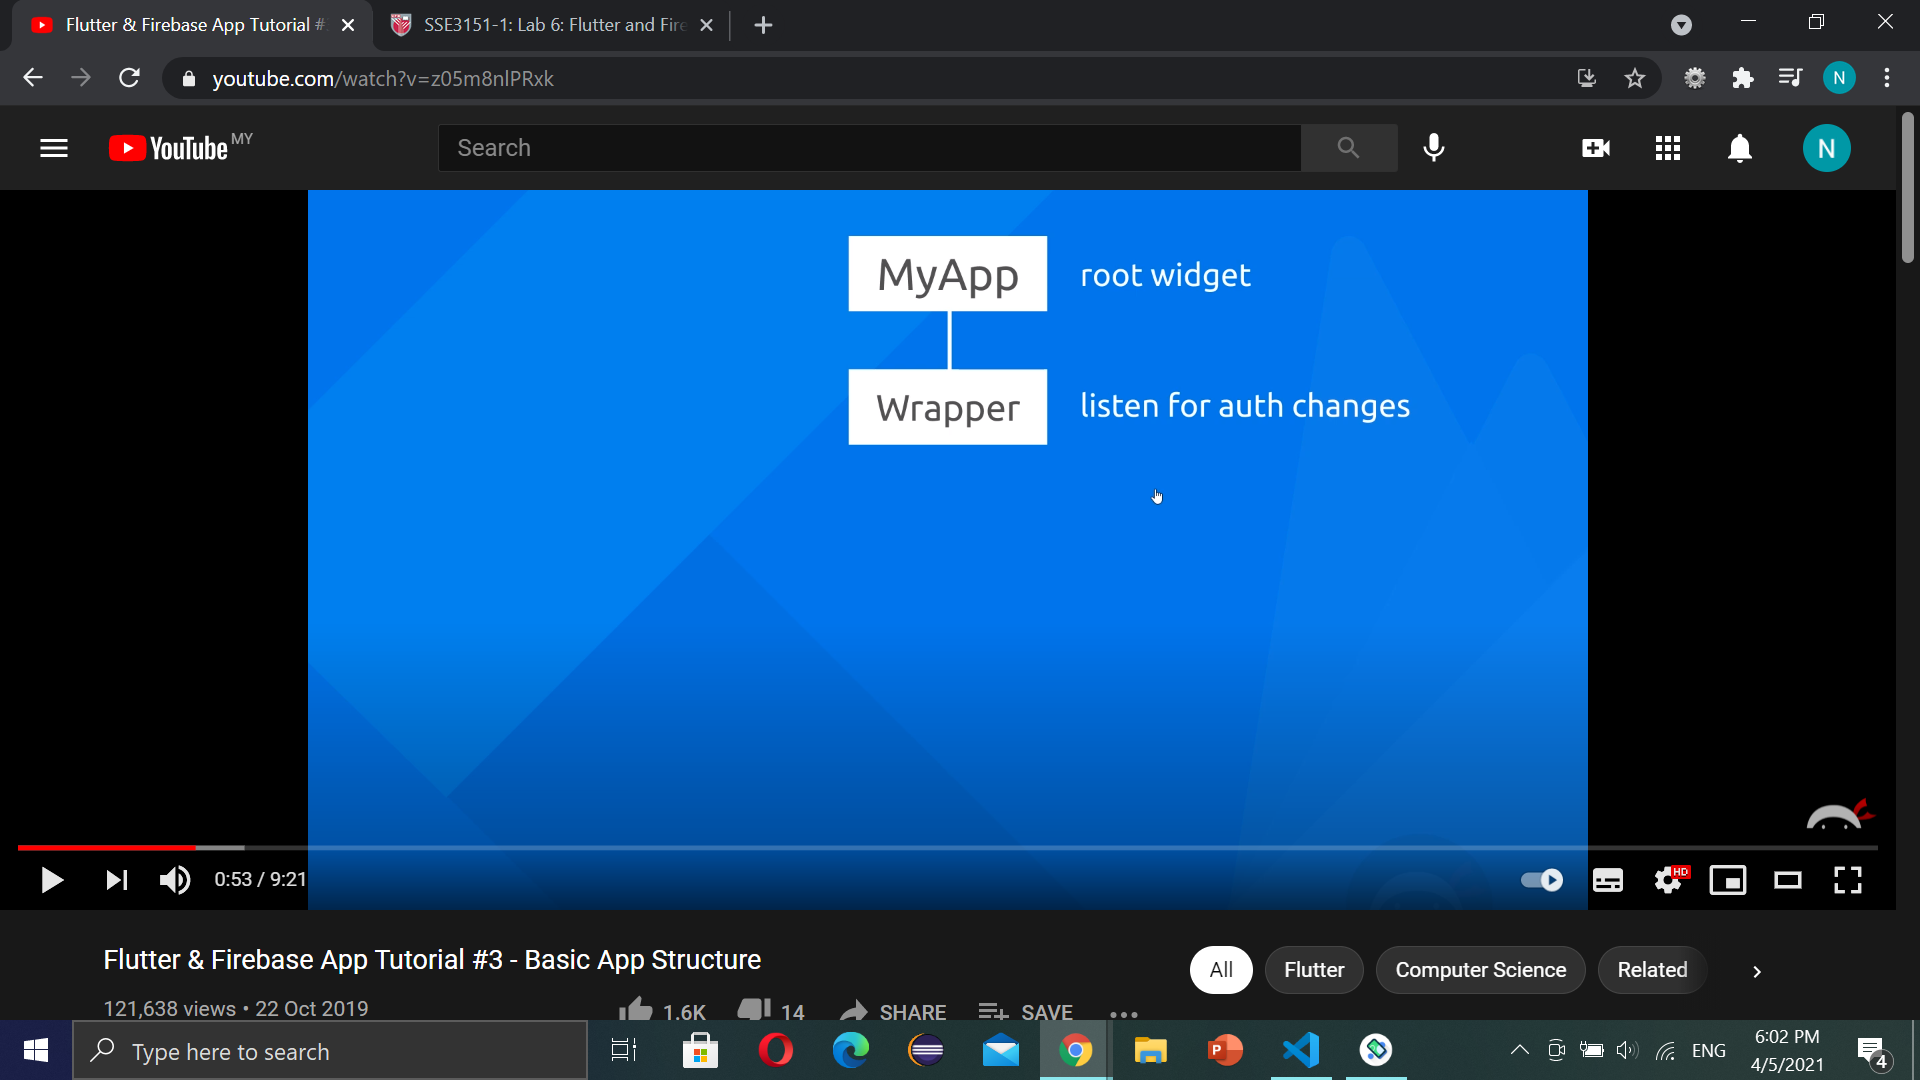 Flutter & Firebase App Tutorial #
SSE3151-1: Lab 6: Flutter and Fire
youtube.com/watch?v=z05m8nlPRxk
N
YouTube MY
Search
N
MyApp root widget
Wrapper listen for auth changes
0:53 / 9:21
HD
Flutter & Firebase App Tutorial #3 - Basic App Structure
All Flutter Computer Science Related
121,638 views • 22 Oct 2019
1.6K 14 SHARE SAVE
Type here to search
P
ENG
6:02 PM
4/5/2021
4